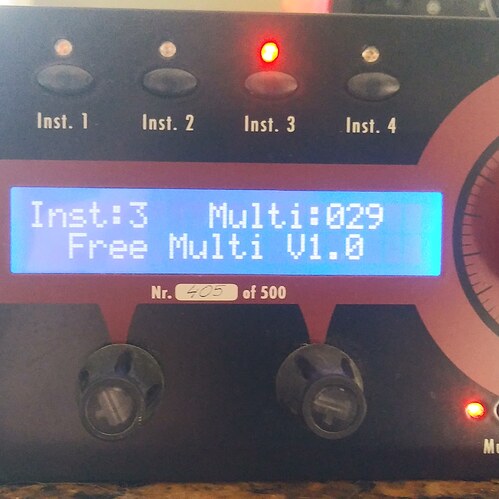 Inst. 1 Inst. 2 Inst. 3 Inst. 4
Inst:3 Multi:029
Free Multi V1.0
Nr. 405 of 500